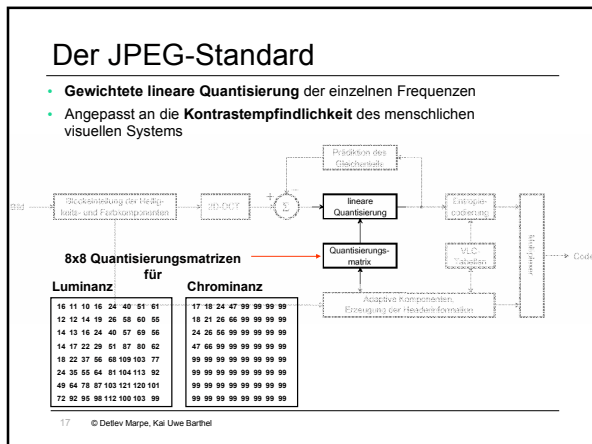 Der JPEG-Standard
• Gewichtete lineare Quantisierung der einzelnen Frequenzen
• Angepasst an die Kontrastempfindlichkeit des menschlichen
visuellen Systems
Prädiktion des
Gleichanteils
Bild
Blockeinteilung der Hellig-
keits- und Farbkomponenten
2D-DCT
+
-
Σ
lineare
Quantisierung
Entropie-
codierung
Multiplexer
Code
Quantisierungs-
matrix
VLC-
Tabellen
Adaptive Komponenten,
Erzeugung der Headerinformation
8x8 Quantisierungsmatrizen
für
Luminanz
16 11 10 16 24 40 51 61
12 12 14 19 26 58 60 55
14 13 16 24 40 57 69 56
14 17 22 29 51 87 80 62
18 22 37 56 68 109 103 77
24 35 55 64 81 104 113 92
49 64 78 87 103 121 120 101
72 92 95 98 112 100 103 99
Chrominanz
17 18 24 47 99 99 99 99
18 21 26 66 99 99 99 99
24 26 56 99 99 99 99 99
47 66 99 99 99 99 99 99
99 99 99 99 99 99 99 99
99 99 99 99 99 99 99 99
99 99 99 99 99 99 99 99
99 99 99 99 99 99 99 99
17 © Detlev Marpe, Kai Uwe Barthel